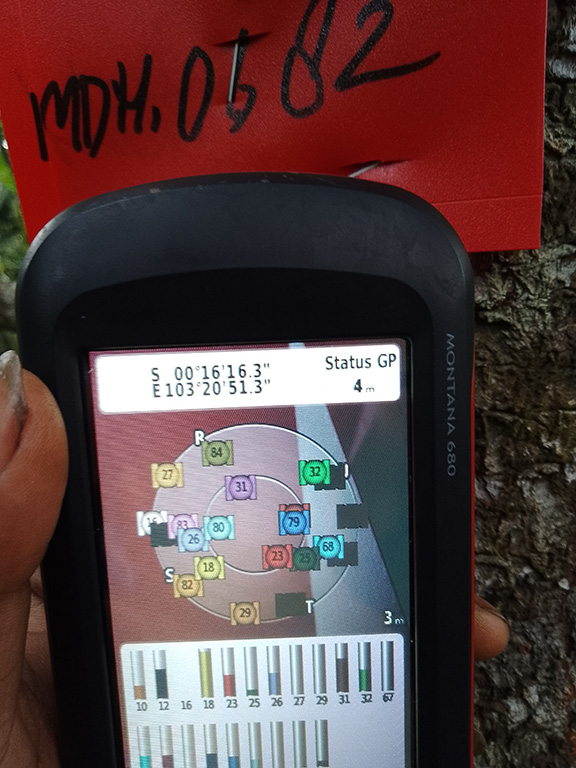 MDH. 0682
MONTANA 680
S 00°16'16.3"
E103°20'51.3"
Status GP
4 m
R
84
27
32
31
83
80
79
26
68
23
18
S
82
29
T
3 m
10 12 16 18 23 25 26 27 29 31 32 67